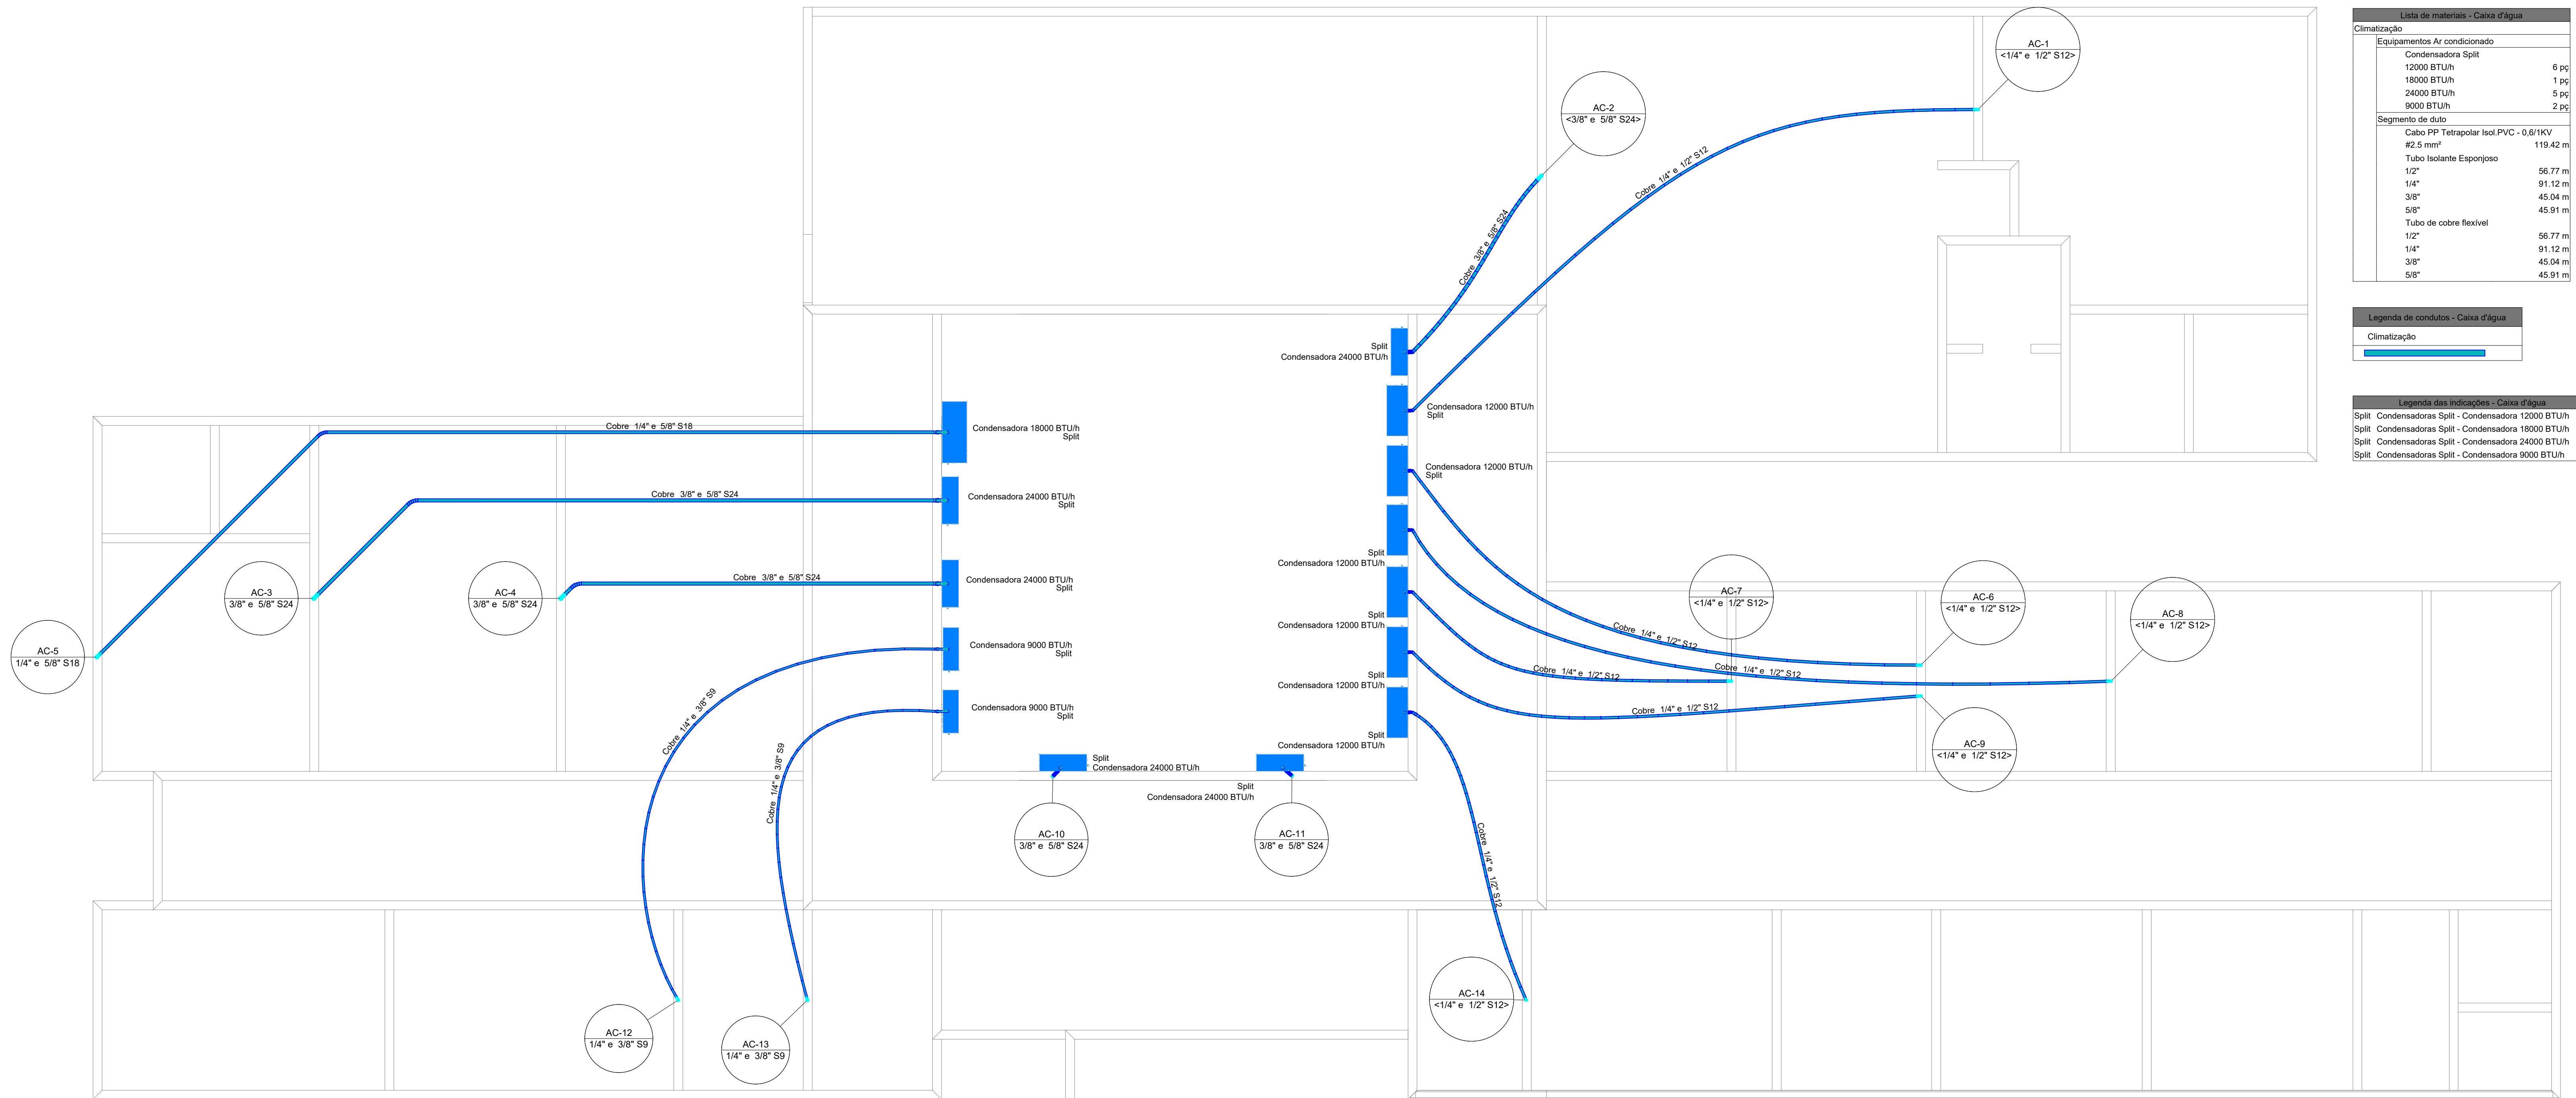 AC-1
<1/4" e  1/2" S12>
AC-2
<3/8" e  5/8" S24>
Cobre  1/4" e  1/2" S12
Cobre  3/8" e  5/8" S24
Split
Condensadora 24000 BTU/h
Condensadora 12000 BTU/h
Split
Cobre  1/4" e  5/8" S18
Condensadora 18000 BTU/h
Split
Condensadora 12000 BTU/h
Split
Cobre  3/8" e  5/8" S24
Condensadora 24000 BTU/h
Split
Split
Condensadora 12000 BTU/h
AC-3
3/8" e  5/8" S24
AC-4
3/8" e  5/8" S24
Cobre  3/8" e  5/8" S24
Condensadora 24000 BTU/h
Split
Split
Condensadora 12000 BTU/h
AC-7
<1/4" e  1/2" S12>
AC-6
<1/4" e  1/2" S12>
AC-8
<1/4" e  1/2" S12>
AC-5
1/4" e  5/8" S18
Condensadora 9000 BTU/h
Split
Cobre  1/4" e  1/2" S12
Cobre  1/4" e  1/2" S12
Cobre  1/4" e  1/2" S12
Split
Condensadora 12000 BTU/h
Cobre  1/4" e  3/8" S9
Condensadora 9000 BTU/h
Split
Cobre  1/4" e  1/2" S12
Split
Condensadora 12000 BTU/h
AC-9
<1/4" e  1/2" S12>
Cobre  1/4" e  3/8" S9
Split
Condensadora 24000 BTU/h
Split
Condensadora 24000 BTU/h
AC-10
3/8" e  5/8" S24
AC-11
3/8" e  5/8" S24
Cobre  1/4" e  1/2" S12
AC-12
1/4" e  3/8" S9
AC-13
1/4" e  3/8" S9
AC-14
<1/4" e  1/2" S12>
Lista de materiais - Caixa d'água
Climatização
Equipamentos Ar condicionado
Condensadora Split
12000 BTU/h 6 pç
18000 BTU/h 1 pç
24000 BTU/h 5 pç
9000 BTU/h 2 pç
Segmento de duto
Cabo PP Tetrapolar Isol.PVC - 0,6/1KV
#2.5 mm² 119.42 m
Tubo Isolante Esponjoso
1/2" 56.77 m
1/4" 91.12 m
3/8" 45.04 m
5/8" 45.91 m
Tubo de cobre flexível
1/2" 56.77 m
1/4" 91.12 m
3/8" 45.04 m
5/8" 45.91 m
Legenda de condutos - Caixa d'água
Climatização
Legenda das indicações - Caixa d'água
Split Condensadoras Split - Condensadora 12000 BTU/h
Split Condensadoras Split - Condensadora 18000 BTU/h
Split Condensadoras Split - Condensadora 24000 BTU/h
Split Condensadoras Split - Condensadora 9000 BTU/h